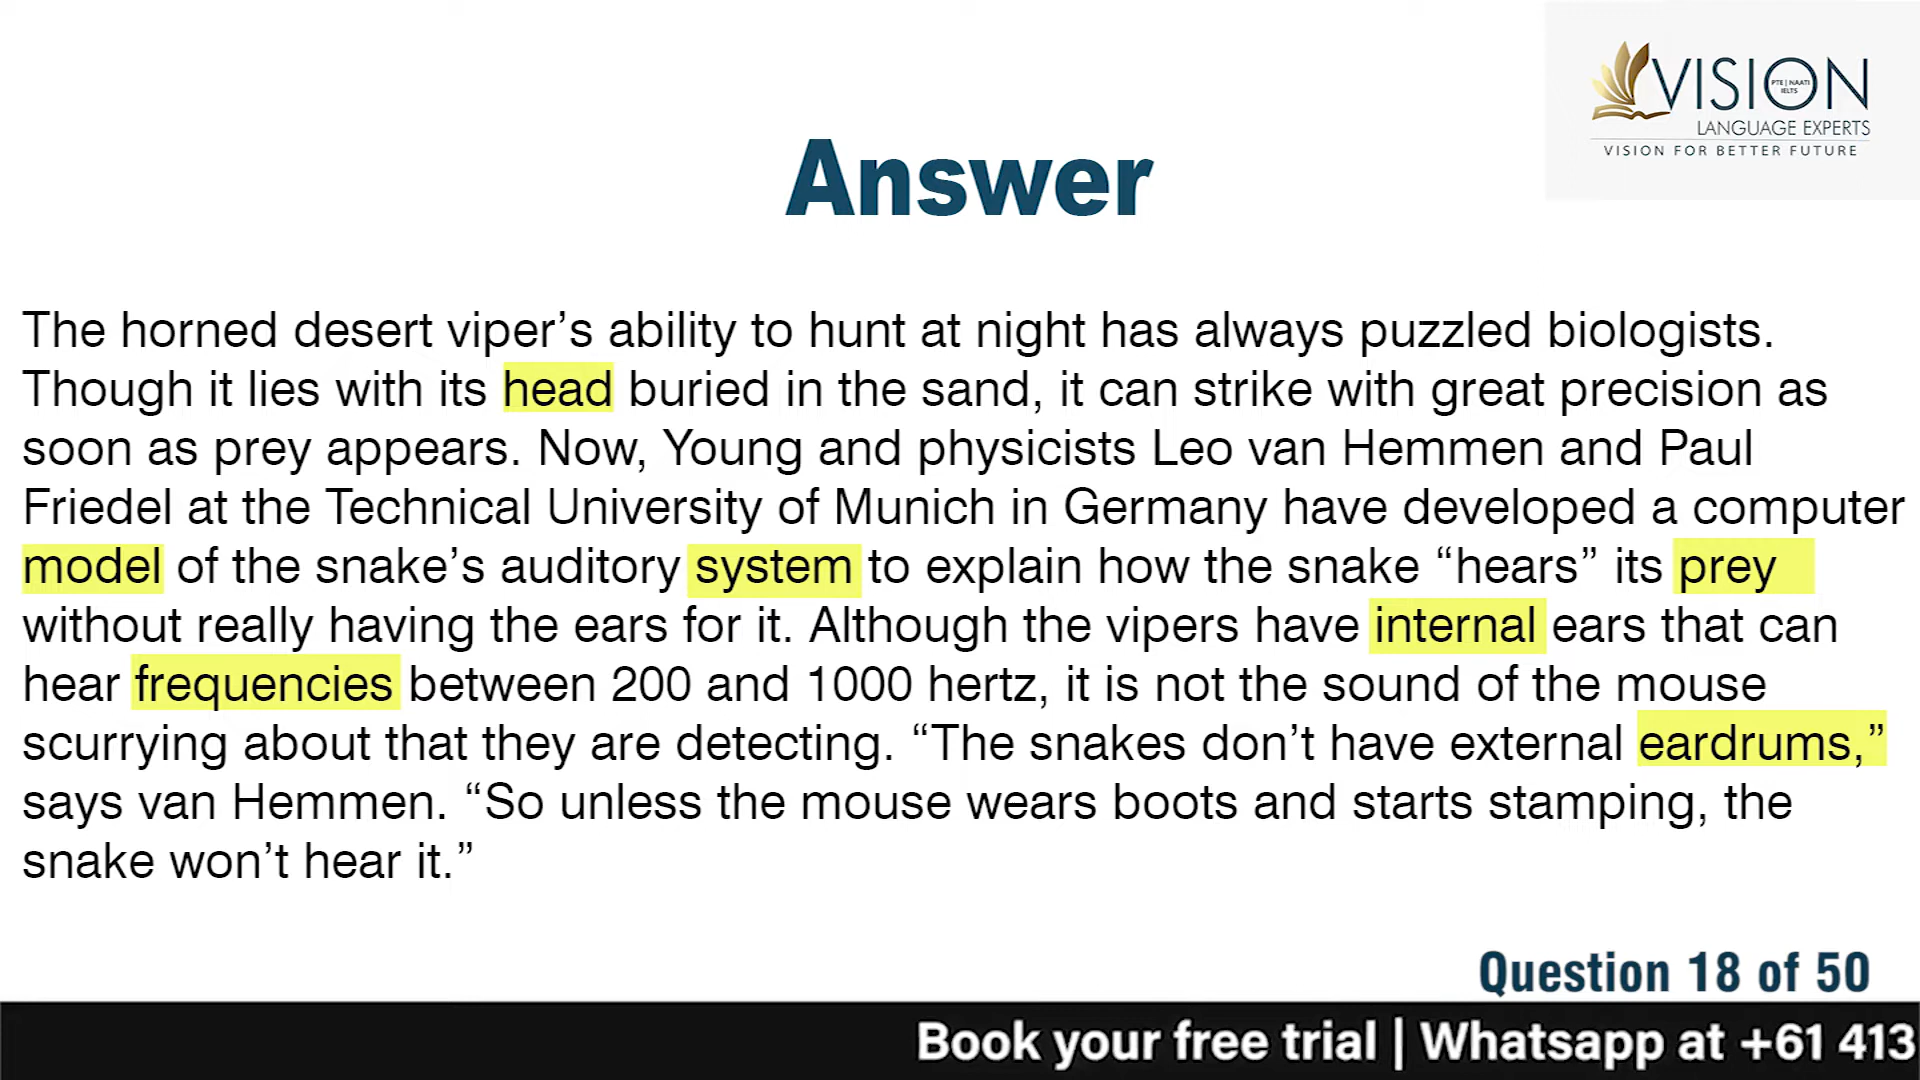 VISION
PTE | NAATI
IELTS
LANGUAGE EXPERTS
VISION FOR BETTER FUTURE
Answer
The horned desert viper’s ability to hunt at night has always puzzled biologists.
Though it lies with its head buried in the sand, it can strike with great precision as
soon as prey appears. Now, Young and physicists Leo van Hemmen and Paul
Friedel at the Technical University of Munich in Germany have developed a computer
model of the snake’s auditory system to explain how the snake “hears” its prey
without really having the ears for it. Although the vipers have internal ears that can
hear frequencies between 200 and 1000 hertz, it is not the sound of the mouse
scurrying about that they are detecting. “The snakes don’t have external eardrums,”
says van Hemmen. “So unless the mouse wears boots and starts stamping, the
snake won’t hear it.”
Question 18 of 50
Book your free trial | Whatsapp at +61 413